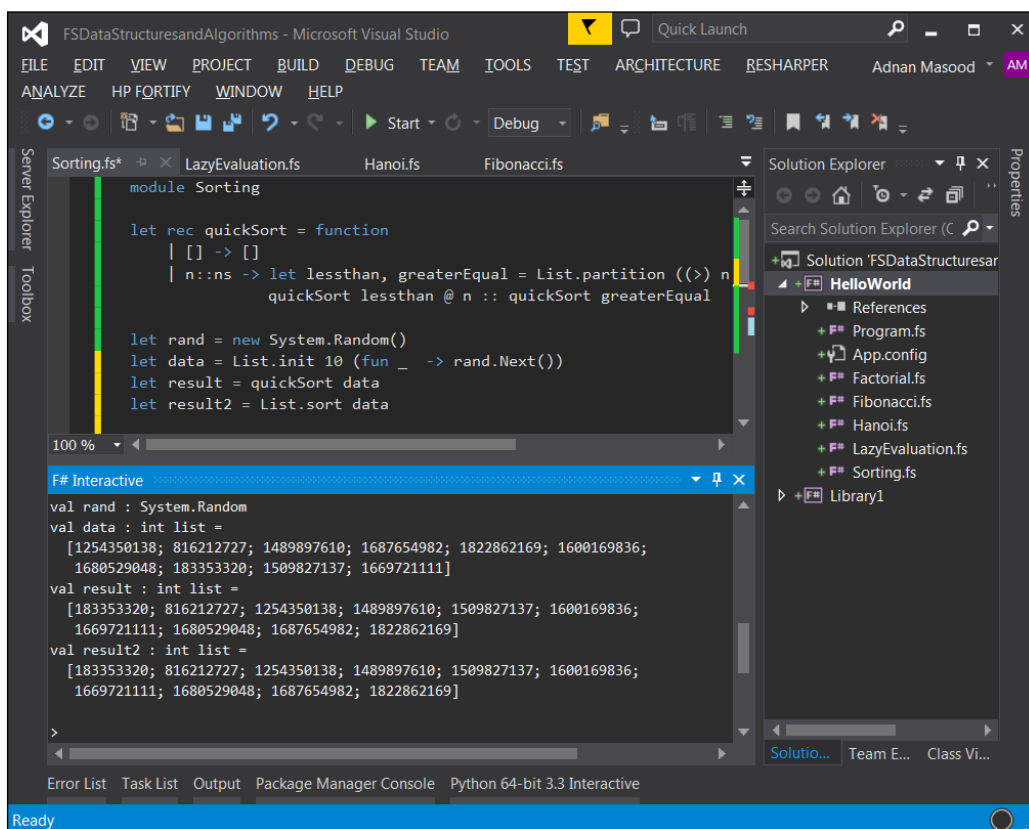 FSDataStructuresandAlgorithms - Microsoft Visual Studio
Quick Launch
FILE EDIT VIEW PROJECT BUILD DEBUG TEAM TOOLS TEST ARCHITECTURE RESHARPER Adnan Masood AM
ANALYZE HP FORTIFY WINDOW HELP
Start Debug
Server Explorer
Toolbox
Sorting.fs* LazyEvaluation.fs Hanoi.fs Fibonacci.fs
module Sorting
let rec quickSort = function
| [] -> []
| n::ns -> let lessthan, greaterEqual = List.partition ((>) n
quickSort lessthan @ n :: quickSort greaterEqual
let rand = new System.Random()
let data = List.init 10 (fun _  -> rand.Next())
let result = quickSort data
let result2 = List.sort data
100 %
F# Interactive
val rand : System.Random
val data : int list =
[1254350138; 816212727; 1489897610; 1687654982; 1822862169; 1600169836;
1680529048; 183353320; 1509827137; 1669721111]
val result : int list =
[183353320; 816212727; 1254350138; 1489897610; 1509827137; 1600169836;
1669721111; 1680529048; 1687654982; 1822862169]
val result2 : int list =
[183353320; 816212727; 1254350138; 1489897610; 1509827137; 1600169836;
1669721111; 1680529048; 1687654982; 1822862169]
>
Solution Explorer
Search Solution Explorer (C
Solution 'FSDataStructuresar
F# HelloWorld
References
F# Program.fs
App.config
F# Factorial.fs
F# Fibonacci.fs
F# Hanoi.fs
F# LazyEvaluation.fs
F# Sorting.fs
F# Library1
Solutio... Team E... Class Vi...
Properties
Error List Task List Output Package Manager Console Python 64-bit 3.3 Interactive
Ready